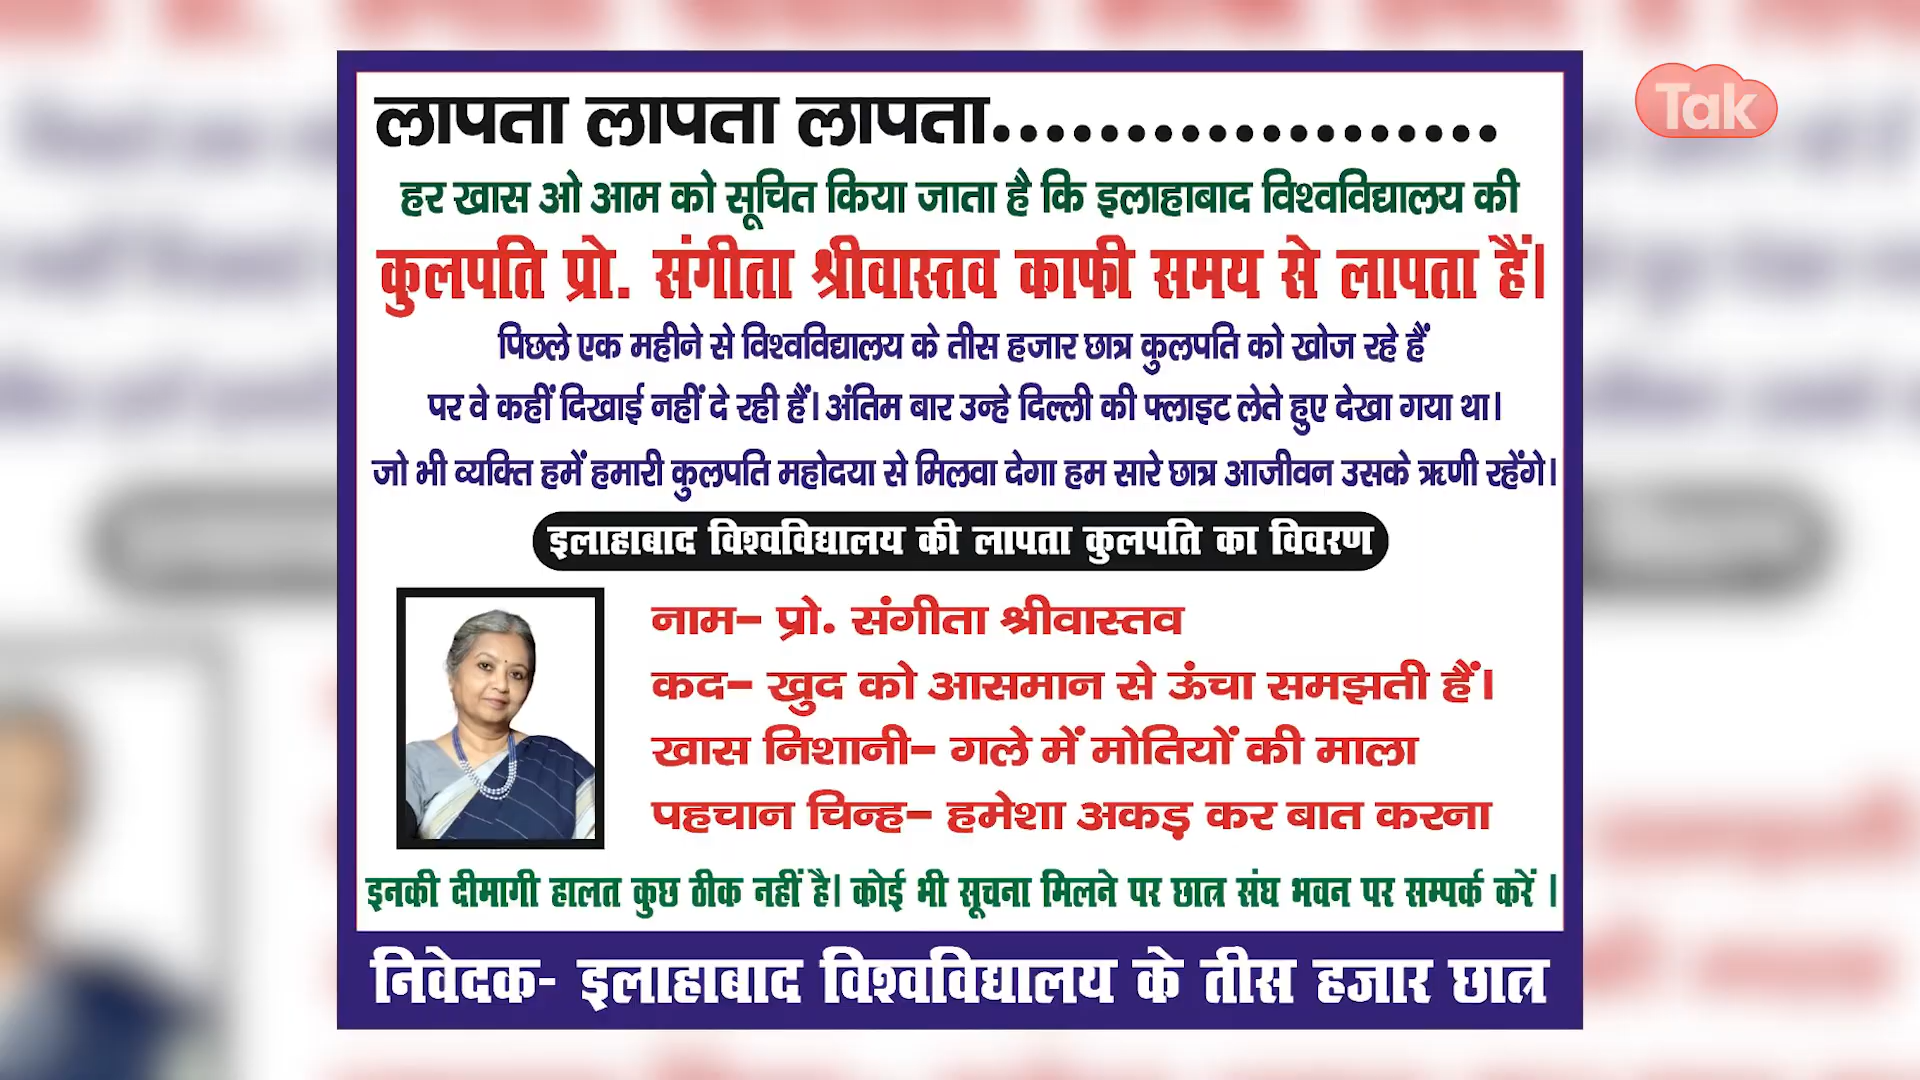 लापता लापता लापता...................
Tak
हर खास ओ आम को सूचित किया जाता है कि इलाहाबाद विश्वविद्यालय की
कुलपति प्रो. संगीता श्रीवास्तव काफी समय से लापता हैं।
पिछले एक महीने से विश्वविद्यालय के तीस हजार छात्र कुलपति को खोज रहे हैं
पर वे कहीं दिखाई नहीं दे रही हैं। अंतिम बार उन्हे दिल्ली की फ्लाइट लेते हुए देखा गया था।
जो भी व्यक्ति हमें हमारी कुलपति महोदया से मिलवा देगा हम सारे छात्र आजीवन उसके ऋणी रहेंगे।
इलाहाबाद विश्वविद्यालय की लापता कुलपति का विवरण
नाम- प्रो. संगीता श्रीवास्तव
कद- खुद को आसमान से ऊंचा समझती हैं।
खास निशानी- गले में मोतियों की माला
पहचान चिन्ह- हमेशा अकड़ कर बात करना
इनकी दीमागी हालत कुछ ठीक नहीं है। कोई भी सूचना मिलने पर छात्र संघ भवन पर सम्पर्क करें ।
निवेदक- इलाहाबाद विश्वविद्यालय के तीस हजार छात्र